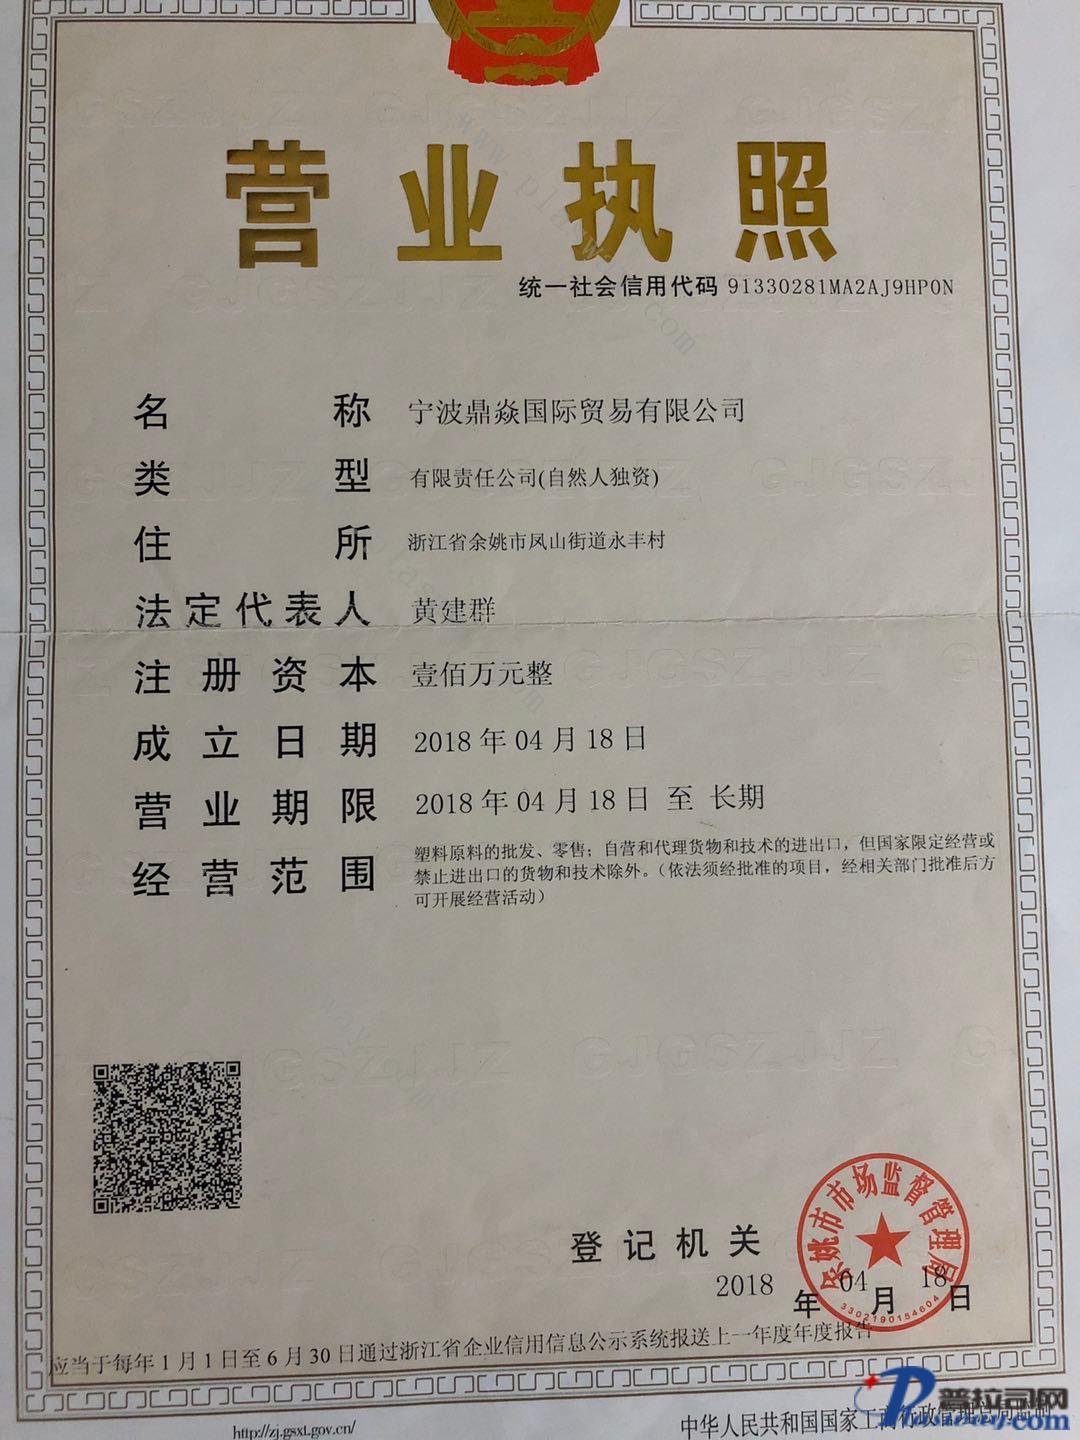 营业执照
统一社会信用代码 91330281MA2AJ9HP0N
名称 宁波鼎焱国际贸易有限公司
类型 有限责任公司(自然人独资)
住所 浙江省余姚市凤山街道永丰村
法定代表人 黄建群
注册资本 壹佰万元整
成立日期 2018年04月18日
营业期限 2018年04月18日至长期
经营范围 塑料原料的批发、零售；自营和代理货物和技术的进出口，但国家限定经营或
禁止进出口的货物和技术除外。（依法须经批准的项目，经相关部门批准后方
可开展经营活动）
登记机关
余姚市市场监督管理局
2018年04月18日
3302190154604
应当于每年1月1日至6月30日通过浙江省企业信用信息公示系统报送上一年度年度报告
http://zj.gsxt.gov.cn/
中华人民共和国国家工商行政管理总局监制
普拉司网